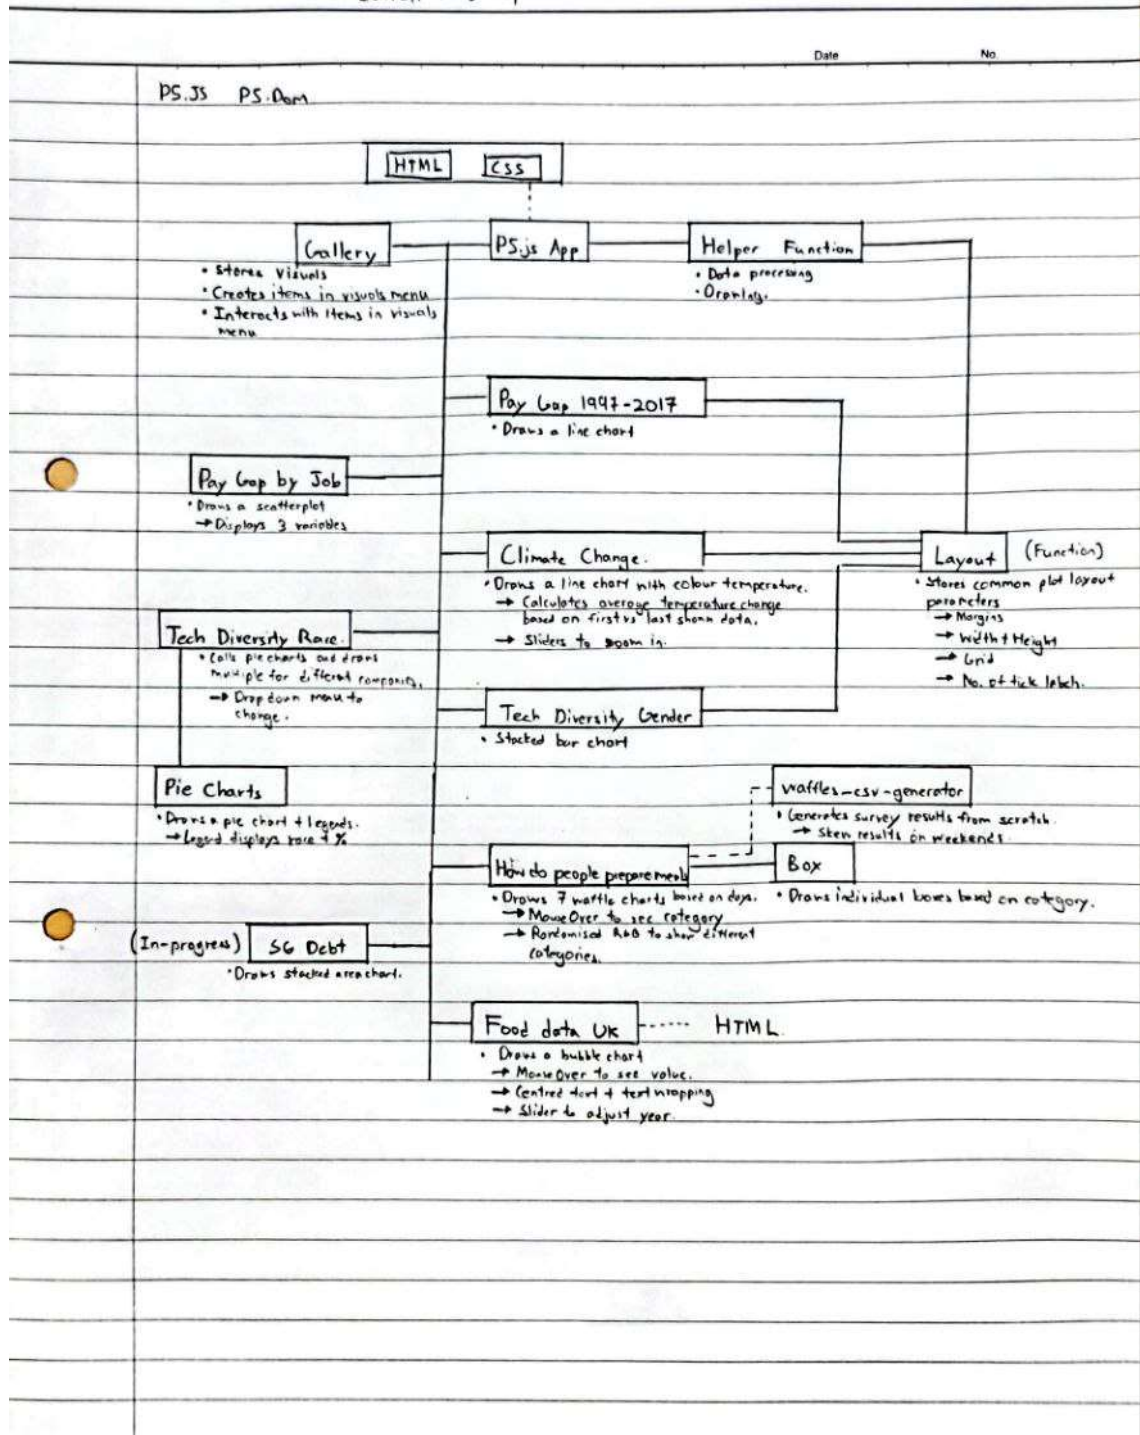 Date No.
P5.JS P5.Dom
HTML CSS
Gallery P5.js App Helper Function
• Stores Visuals
• Creates items in visuals menu
• Interacts with items in visuals
menu
• Data processing
• Drawing.
Pay Gap 1997-2017
• Draws a line chart
Pay Gap by Job
• Draws a scatterplot
→ Displays 3 variables
Climate Change.
• Draws a line chart with colour temperature.
→ Calculates average temperature change
based on first vs last shown data.
→ Sliders to zoom in.
Layout (Function)
• Stores common plot layout
parameters
→ Margins
→ Width + Height
→ Grid
→ No. of tick labels.
Tech Diversity Race.
• Calls pie charts and draws
multiple for different companies.
→ Dropdown menu to
change.
Tech Diversity Gender
• Stacked bar chart
Pie Charts
• Draws a pie chart + legends.
→ Legend displays race + %
waffles-csv-generator
• Generates survey results from scratch.
→ Skew results on weekends.
How do people prepare meals
• Draws 7 waffle charts based on days.
→ MouseOver to see category
→ Randomised RGB to show different
categories.
Box
• Draws individual boxes based on category.
(In-progress) SG Debt
• Draws stacked area chart.
Food data UK HTML.
• Draws a bubble chart
→ MouseOver to see value.
→ Centred text + text wrapping
→ Slider to adjust year.